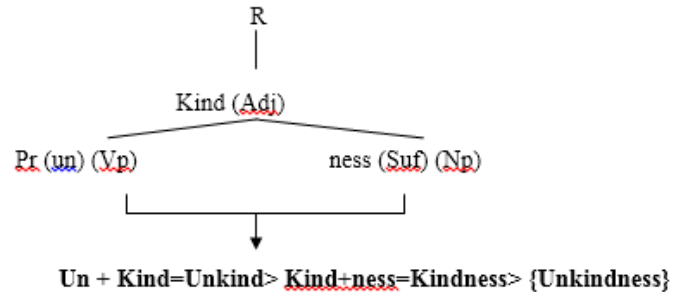 R
Kind (Adj)
Pr (un) (Vp) ness (Suf) (Np)
Un + Kind=Unkind> Kind+ness=Kindness> {Unkindness}